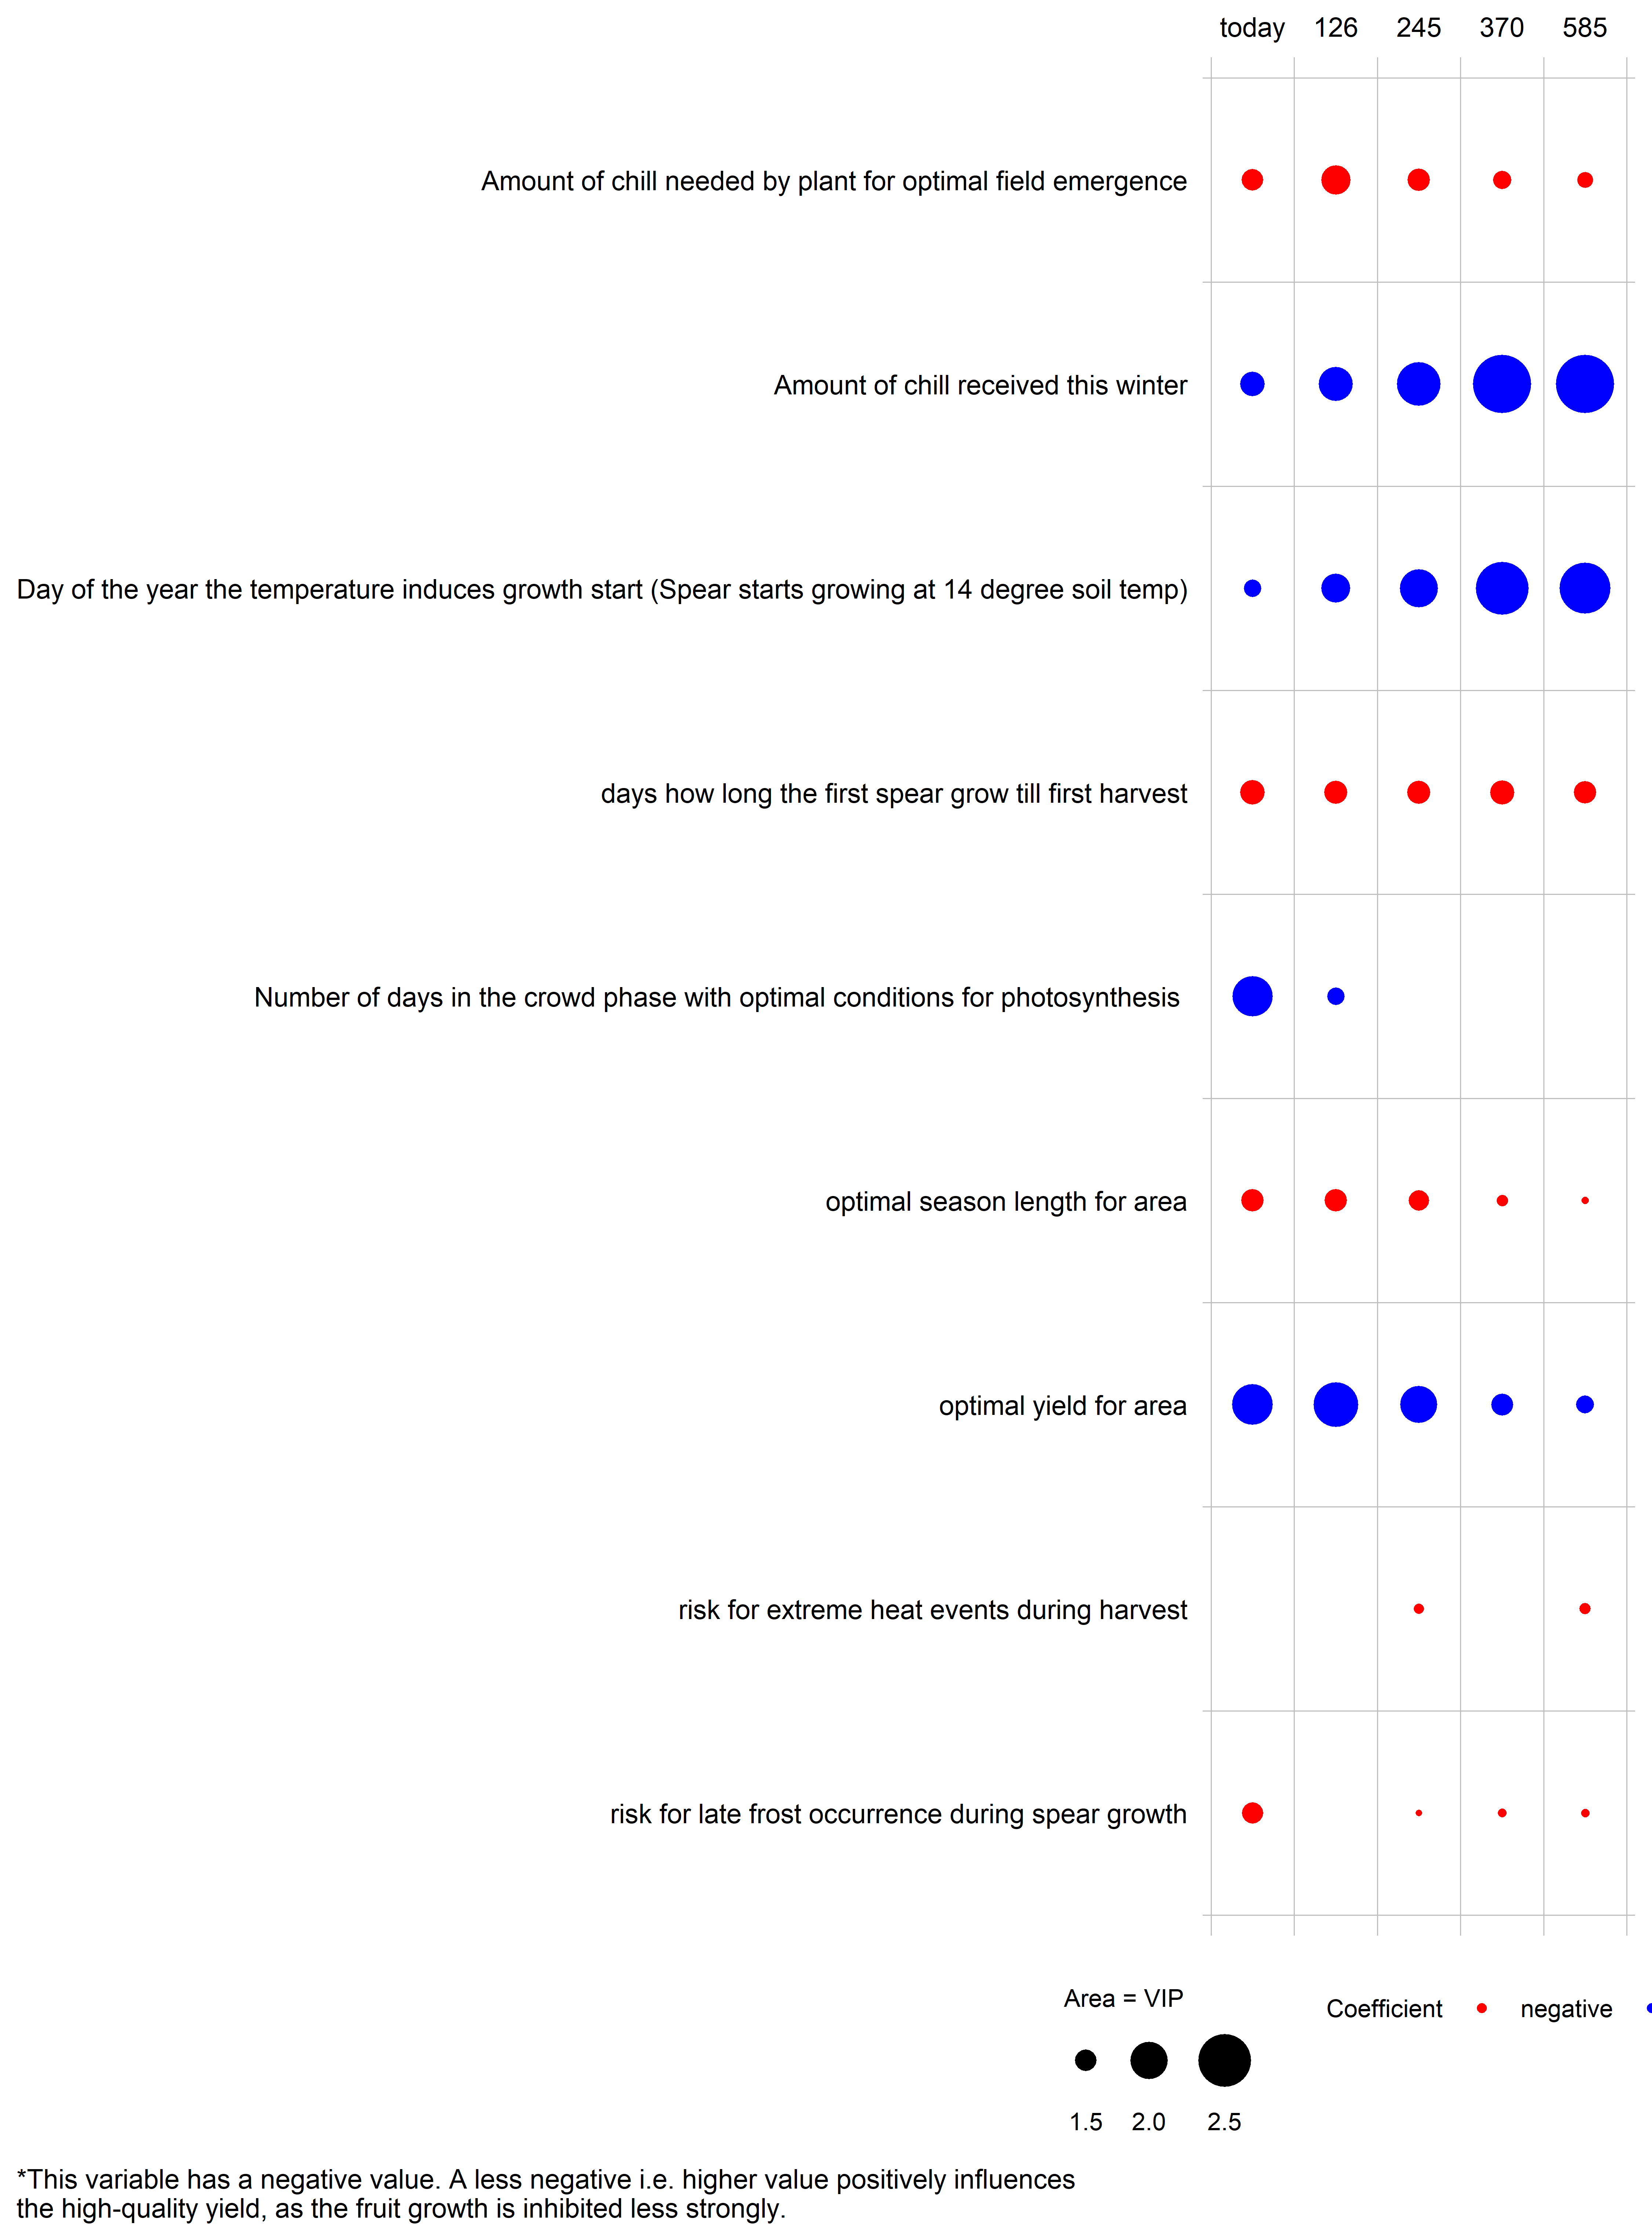 today 126 245 370 585
Amount of chill needed by plant for optimal field emergence
Amount of chill received this winter
Day of the year the temperature induces growth start (Spear starts growing at 14 degree soil temp)
days how long the first spear grow till first harvest
Number of days in the crowd phase with optimal conditions for photosynthesis
optimal season length for area
optimal yield for area
risk for extreme heat events during harvest
risk for late frost occurrence during spear growth
Area = VIP
Coefficient negative
1.5 2.0 2.5
*This variable has a negative value. A less negative i.e. higher value positively influences
the high-quality yield, as the fruit growth is inhibited less strongly.